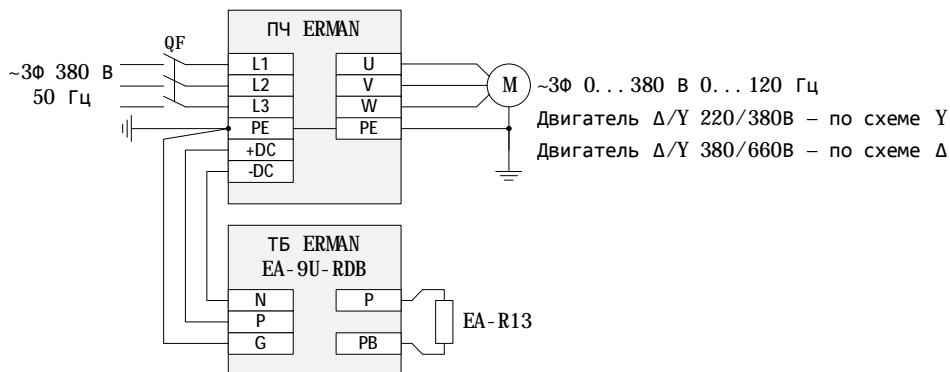 ПЧ ERMAN
QF
~3Ф 380 В
50 Гц
L1
L2
L3
PE
+DC
-DC
U
V
W
PE
M
~3Ф 0...380 В 0...120 Гц
Двигатель Δ/Y 220/380В – по схеме Y
Двигатель Δ/Y 380/660В – по схеме Δ
ТБ ERMAN
EA-9U-RDB
N
P
G
P
PB
EA-R13